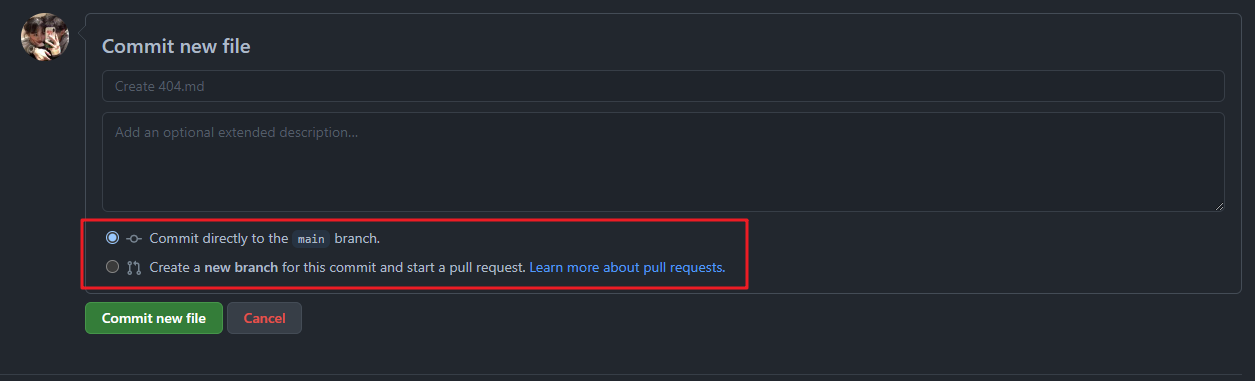 Commit new file
Create 404.md
Add an optional extended description...
Commit directly to the main branch.
Create a new branch for this commit and start a pull request. Learn more about pull requests.
Commit new file
Cancel